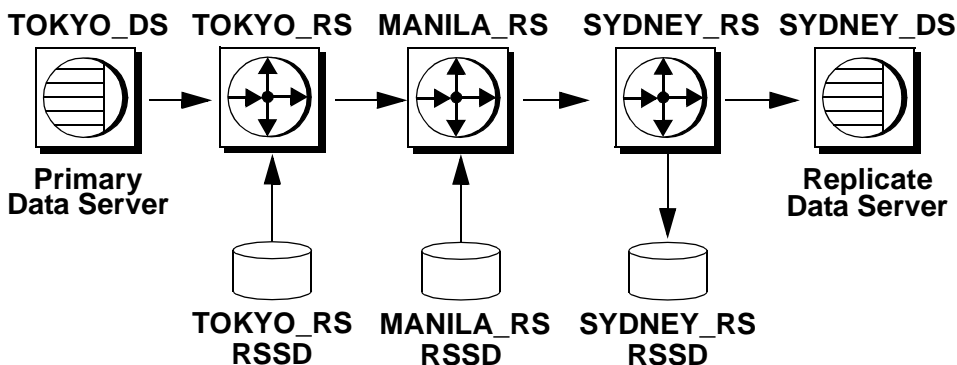 TOKYO_DS TOKYO_RS MANILA_RS SYDNEY_RS SYDNEY_DS
Primary
Data Server
Replicate
Data Server
TOKYO_RS
RSSD
MANILA_RS
RSSD
SYDNEY_RS
RSSD